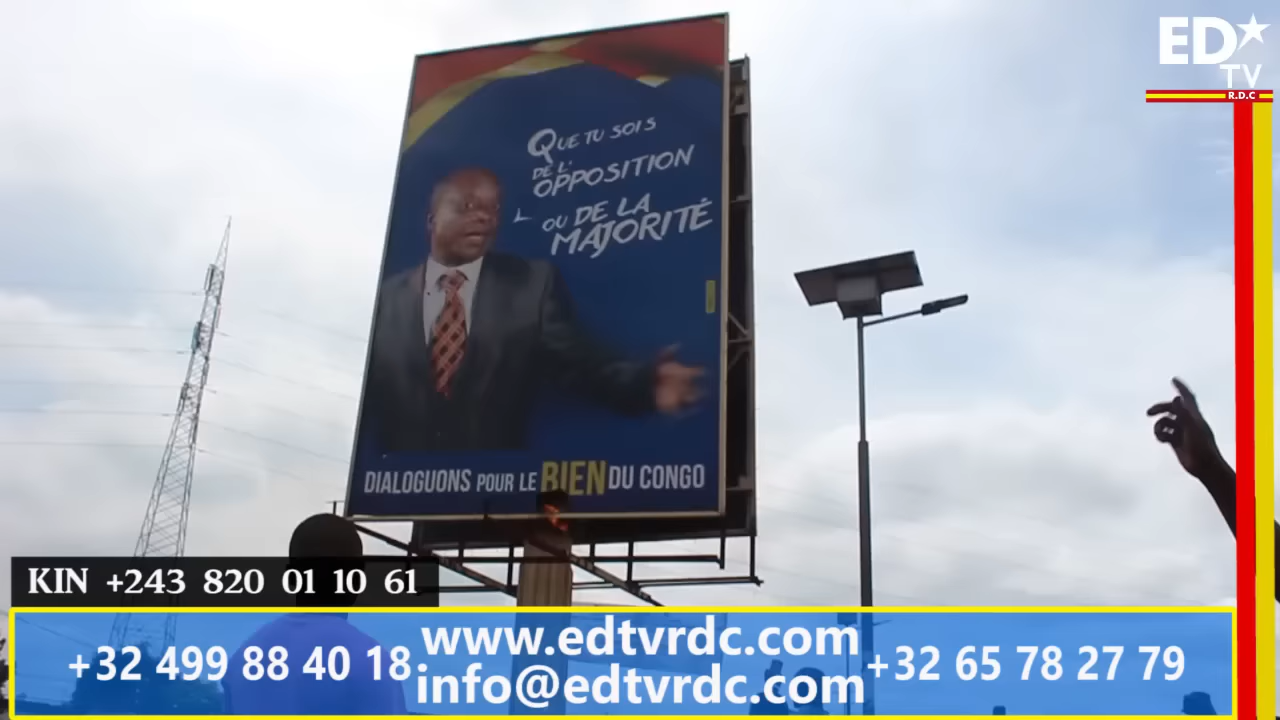 ED
TV
R.D.C
QUE TU SOIS
DE L'
OPPOSITION
OU DE LA
MAJORITÉ
DIALOGUONS POUR LE BIEN DU CONGO
KIN +243 820 01 10 61
www.edtvrdc.com
+32 499 88 40 18
+32 65 78 27 79
info@edtvrdc.com